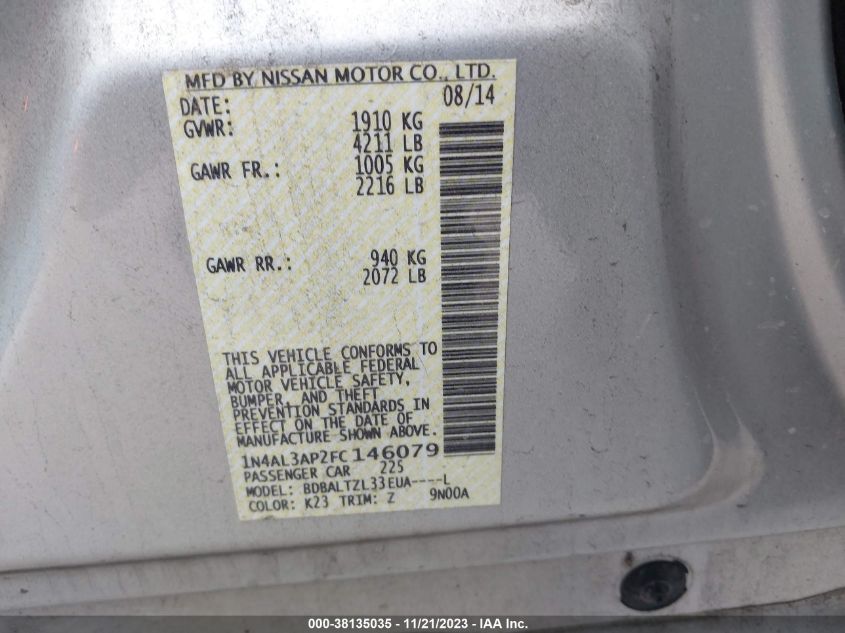 MFD BY NISSAN MOTOR CO., LTD.
DATE: 08/14
GVWR: 1910 KG
4211 LB
GAWR FR.: 1005 KG
2216 LB
GAWR RR.: 940 KG
2072 LB
THIS VEHICLE CONFORMS TO
ALL APPLICABLE FEDERAL
MOTOR VEHICLE SAFETY,
BUMPER, AND THEFT
PREVENTION STANDARDS IN
EFFECT ON THE DATE OF
MANUFACTURE SHOWN ABOVE.
1N4AL3AP2FC146079
PASSENGER CAR 225
MODEL: BDBALTZL33EUA----L
COLOR: K23 TRIM: Z 9N00A
000-38135035 - 11/21/2023 - IAA Inc.